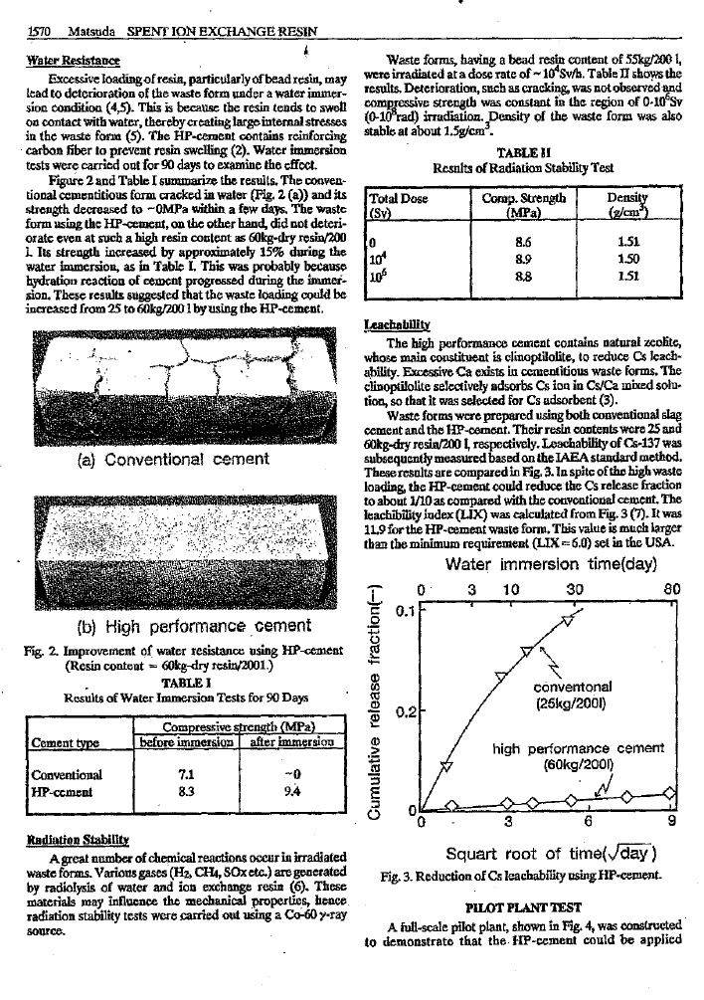 1570 Matsuda SPENT ION EXCHANGE RESIN
Water Resistance
Excessive loading of resin, particularly of bead resin, may
lead to deterioration of the waste form under a water immer-
sion condition (4,5). This is because the resin tends to swell
on contact with water, thereby creating large internal stresses
in the waste form (5). The HP-cement contains reinforcing
carbon fiber to prevent resin swelling (2). Water immersion
tests were carried out for 90 days to examine the effect.
Figure 2 and Table I summarize the results. The conven-
tional cementitious form cracked in water (Fig. 2 (a)) and its
strength decreased to ~0MPa within a few days. The waste
form using the HP-cement, on the other hand, did not deteri-
orate even at such a high resin content as 60kg-dry resin/200
l. Its strength increased by approximately 15% during the
water immersion, as in Table I. This was probably because
hydration reaction of cement progressed during the immer-
sion. These results suggested that the waste loading could be
increased from 25 to 60kg/200 l by using the HP-cement.
(a) Conventional cement
(b) High performance cement
Fig. 2. Improvement of water resistance using HP-cement
(Resin content = 60kg-dry resin/200l.)
TABLE I
Results of Water Immersion Tests for 90 Days
Compressive strength (MPa)
Cement type before immersion after immersion
Conventional 7.1 ~0
HP-cement 8.3 9.4
Radiation Stability
A great number of chemical reactions occur in irradiated
waste forms. Various gases (H2, CH4, SOx etc.) are generated
by radiolysis of water and ion exchange resin (6). These
materials may influence the mechanical properties, hence
radiation stability tests were carried out using a Co-60 γ-ray
source.
Waste forms, having a bead resin content of 55kg/200 l,
were irradiated at a dose rate of ~ 10⁴Sv/h. Table II shows the
results. Deterioration, such as cracking, was not observed and
compressive strength was constant in the region of 0-10⁶Sv
(0-10⁸rad) irradiation. Density of the waste form was also
stable at about 1.5g/cm³.
TABLE II
Results of Radiation Stability Test
Total Dose Comp. Strength Density
(Sv) (MPa) (g/cm³)
0 8.6 1.51
10⁴ 8.9 1.50
10⁶ 8.8 1.51
Leachability
The high performance cement contains natural zeolite,
whose main constituent is clinoptilolite, to reduce Cs leach-
ability. Excessive Ca exists in cementitious waste forms. The
clinoptilolite selectively adsorbs Cs ion in Cs/Ca mixed solu-
tion, so that it was selected for Cs adsorbent (3).
Waste forms were prepared using both conventional slag
cement and the HP-cement. Their resin contents were 25 and
60kg-dry resin/200 l, respectively. Leachability of Cs-137 was
subsequently measured based on the IAEA standard method.
These results are compared in Fig. 3. In spite of the high waste
loading, the HP-cement could reduce the Cs release fraction
to about 1/10 as compared with the conventional cement. The
leachibility index (LIX) was calculated from Fig. 3 (7). It was
11.9 for the HP-cement waste form. This value is much larger
than the minimum requirement (LIX = 6.0) set in the USA.
Water immersion time(day)
0 3 10 30 80
Cumulative release fraction(–)
0.1
0.2
0
conventonal
(25kg/200l)
high performance cement
(60kg/200l)
0 3 6 9
Squart root of time(√day)
Fig. 3. Reduction of Cs leachability using HP-cement.
PILOT PLANT TEST
A full-scale pilot plant, shown in Fig. 4, was constructed
to demonstrate that the HP-cement could be applied